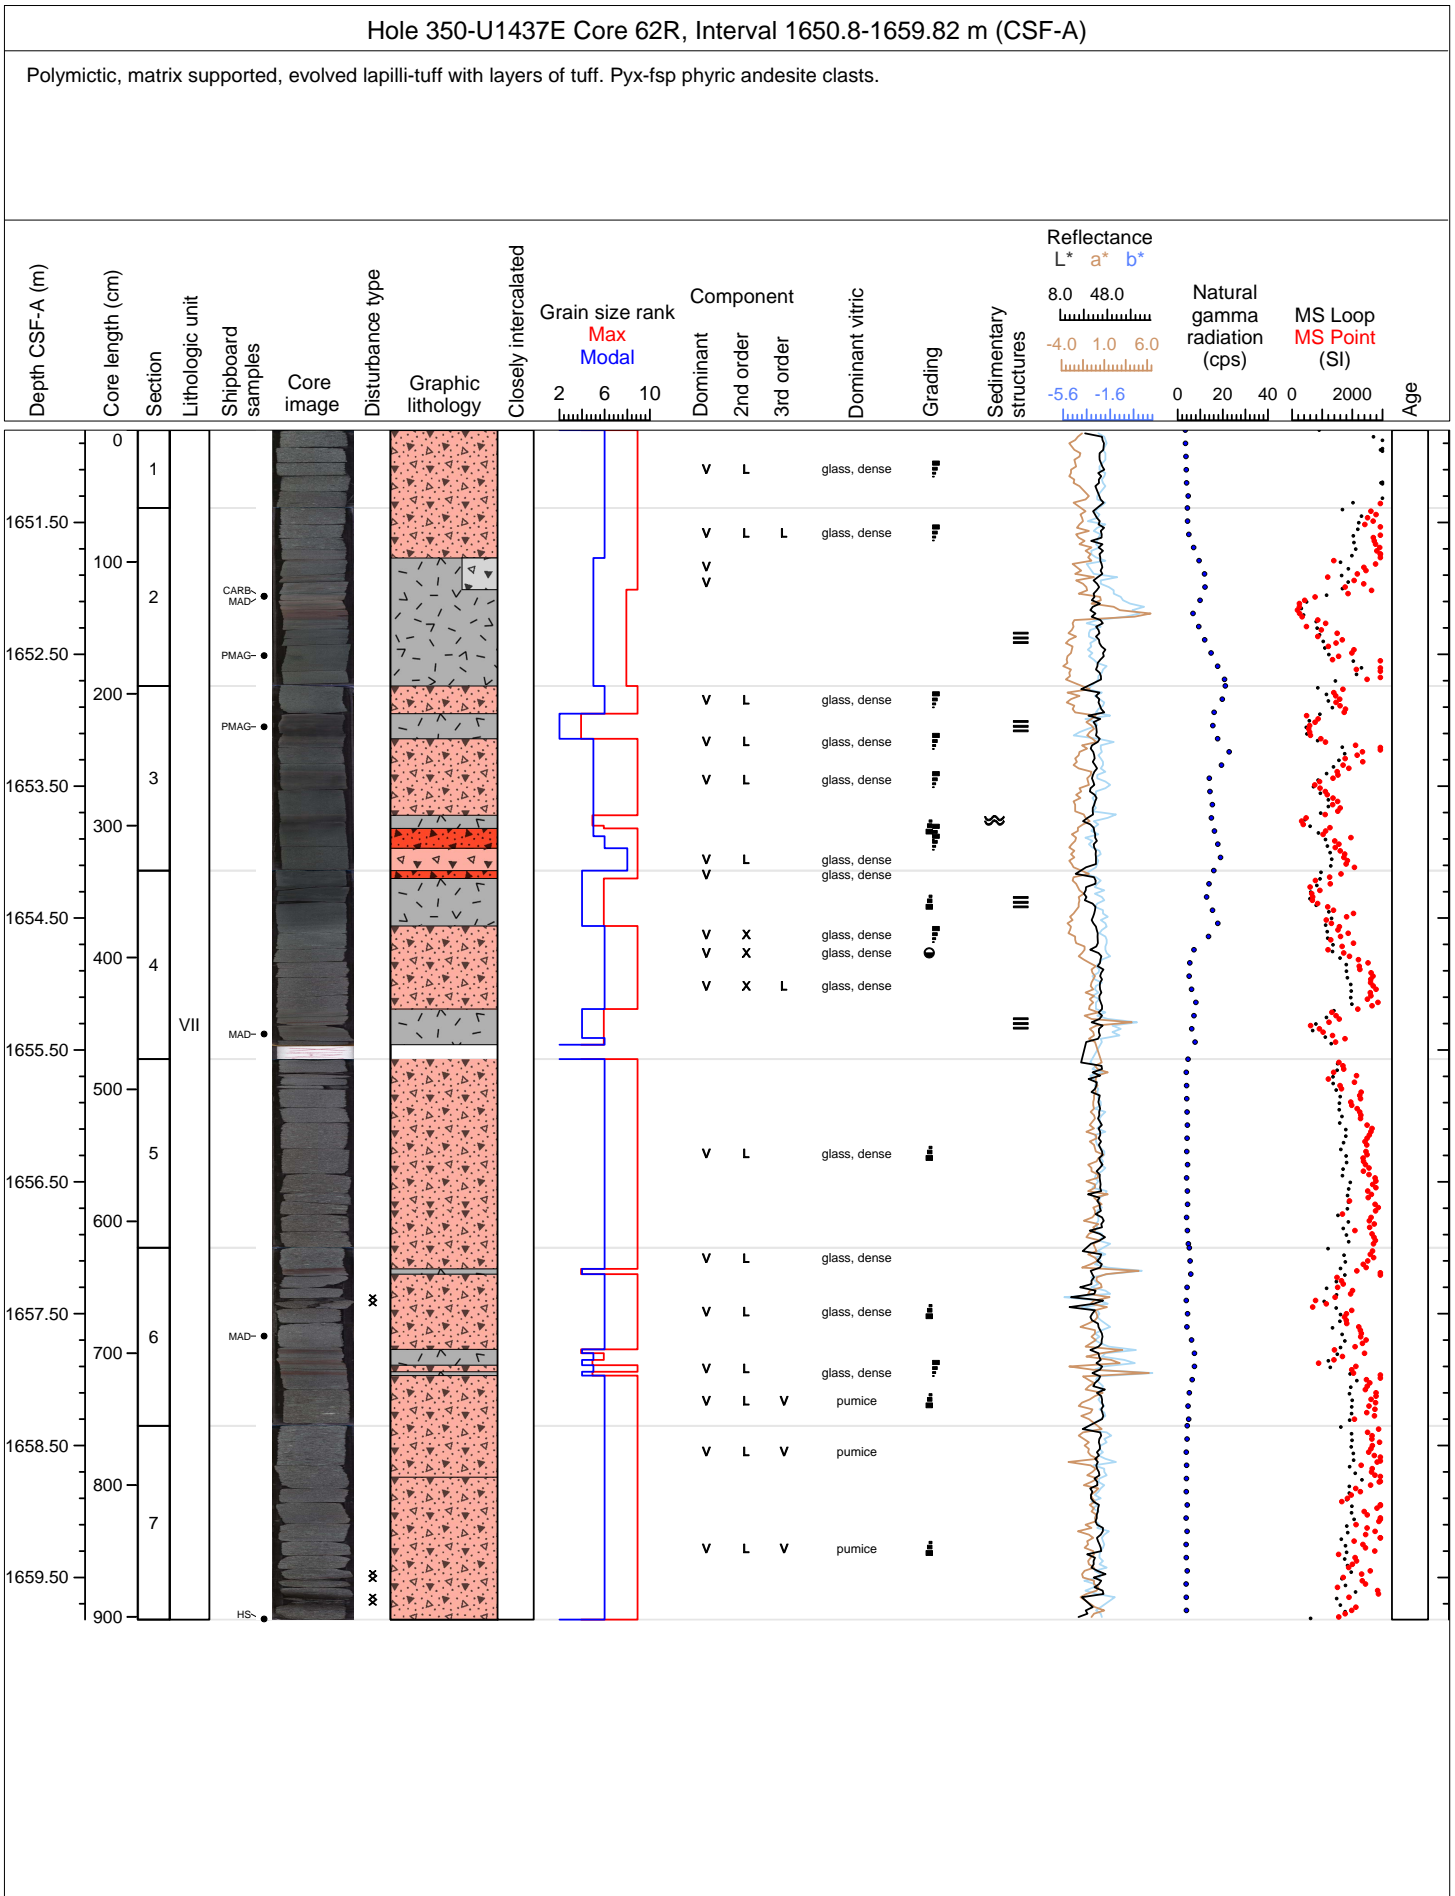 Hole 350-U1437E Core 62R, Interval 1650.8-1659.82 m (CSF-A)
Polymictic, matrix supported, evolved lapilli-tuff with layers of tuff. Pyx-fsp phyric andesite clasts.
Depth CSF-A (m)
Core length (cm)
Section
Lithologic unit
Shipboard
samples
Core
image
Disturbance type
Graphic
lithology
Closely intercalated
Grain size rank
Max
Modal
2 6 10
Component
Dominant
2nd order
3rd order
Dominant vitric
Grading
Sedimentary
structures
Reflectance
L* a* b*
8.0 48.0
-4.0 1.0 6.0
-5.6 -1.6
Natural
gamma
radiation
(cps)
0 20 40
MS Loop
MS Point
(SI)
0 2000
Age
0
1 V L glass, dense
1651.50
V L L glass, dense
100 V
V
CARB
2
MAD
1652.50 PMAG
200 V L glass, dense
PMAG
V L glass, dense
3 V L glass, dense
1653.50
300
V L glass, dense
V glass, dense
1654.50
V X glass, dense
400 V X glass, dense
4
V X L glass, dense
VII
MAD
1655.50
500
5 V L glass, dense
1656.50
600
V L glass, dense
1657.50 V L glass, dense
6 MAD
700
V L glass, dense
V L V pumice
1658.50 V L V pumice
800
7
V L V pumice
1659.50
900 HS